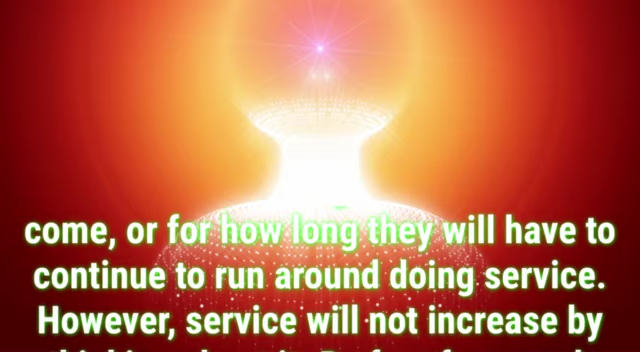 come, or for how long they will have to
continue to run around doing service.
However, service will not increase by